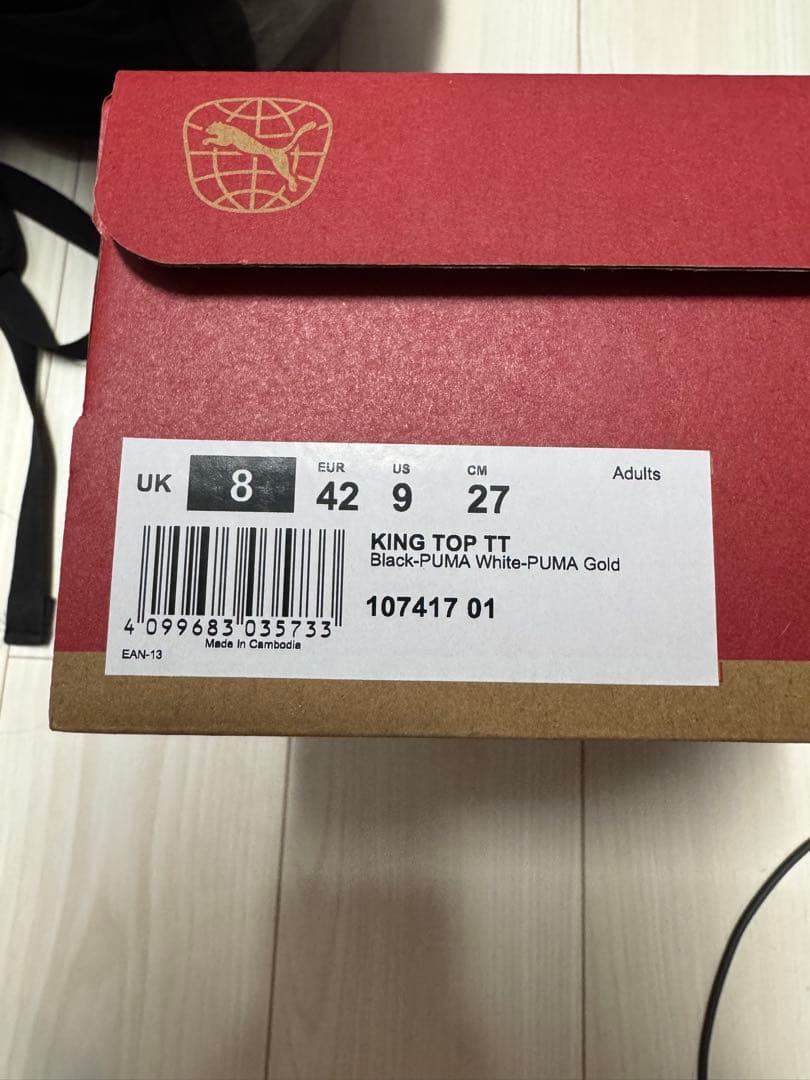 UK 8 EUR 42 US 9 CM 27 Adults
KING TOP TT
Black-PUMA White-PUMA Gold
107417 01
4 099683 035733
Made In Cambodia
EAN-13